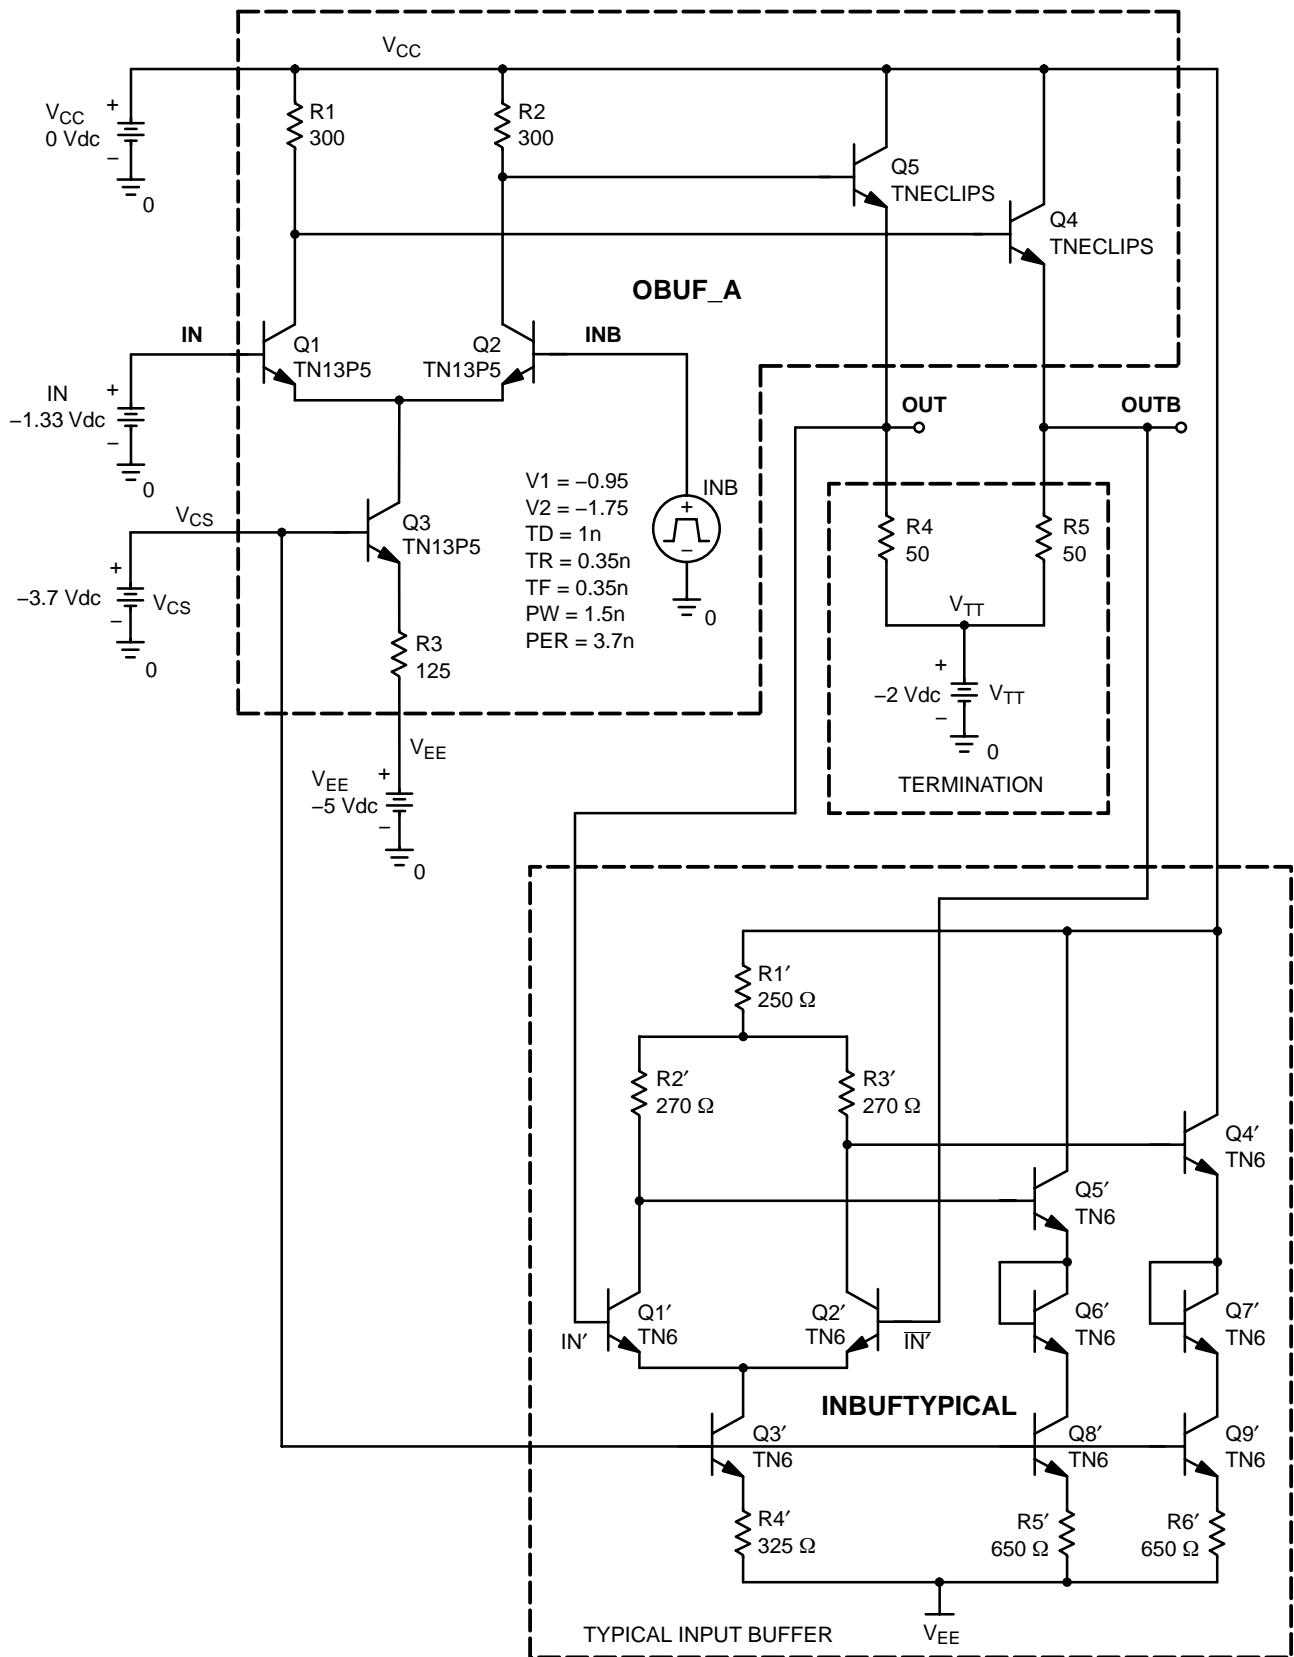 V_CC
V_CC
0 Vdc
+
−
0
R1
300
R2
300
Q5
TNECLIPS
Q4
TNECLIPS
OBUF_A
IN
Q1
TN13P5
Q2
TN13P5
INB
IN
−1.33 Vdc
+
−
0
OUT
OUTB
V1 = −0.95
V2 = −1.75
TD = 1n
TR = 0.35n
TF = 0.35n
PW = 1.5n
PER = 3.7n
INB
+
−
0
V_CS
Q3
TN13P5
−3.7 Vdc
+
−
V_CS
0
R3
125
R4
50
R5
50
V_TT
−2 Vdc
+
−
V_TT
0
TERMINATION
V_EE
V_EE
−5 Vdc
+
−
0
R1′
250 Ω
R2′
270 Ω
R3′
270 Ω
Q4′
TN6
Q5′
TN6
Q1′
TN6
Q2′
TN6
IN′
IN′
Q6′
TN6
Q7′
TN6
INBUFTYPICAL
Q3′
TN6
Q8′
TN6
Q9′
TN6
R4′
325 Ω
R5′
650 Ω
R6′
650 Ω
V_EE
TYPICAL INPUT BUFFER